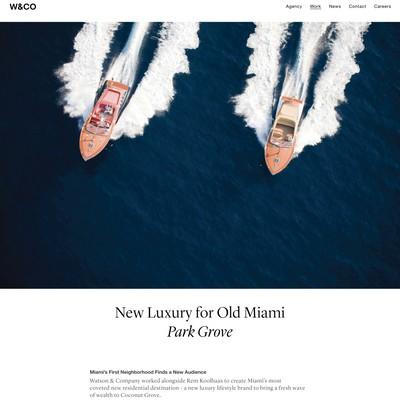 W&CO
Agency Work News Contact Careers
New Luxury for Old Miami
Park Grove
Miami's First Neighborhood Finds a New Audience
Watson & Company worked alongside Rem Koolhaas to create Miami's most
coveted new residential destination - a new luxury lifestyle brand to bring a fresh wave
of wealth to Coconut Grove.